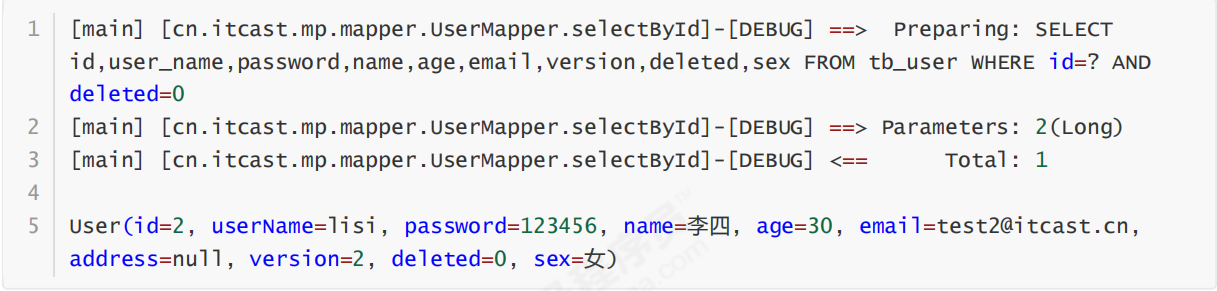 1 [main] [cn.itcast.mp.mapper.UserMapper.selectById]-[DEBUG] ==>  Preparing: SELECT
id,user_name,password,name,age,email,version,deleted,sex FROM tb_user WHERE id=? AND
deleted=0
2 [main] [cn.itcast.mp.mapper.UserMapper.selectById]-[DEBUG] ==> Parameters: 2(Long)
3 [main] [cn.itcast.mp.mapper.UserMapper.selectById]-[DEBUG] <==      Total: 1
4
5 User(id=2, userName=lisi, password=123456, name=李四, age=30, email=test2@itcast.cn,
address=null, version=2, deleted=0, sex=女)